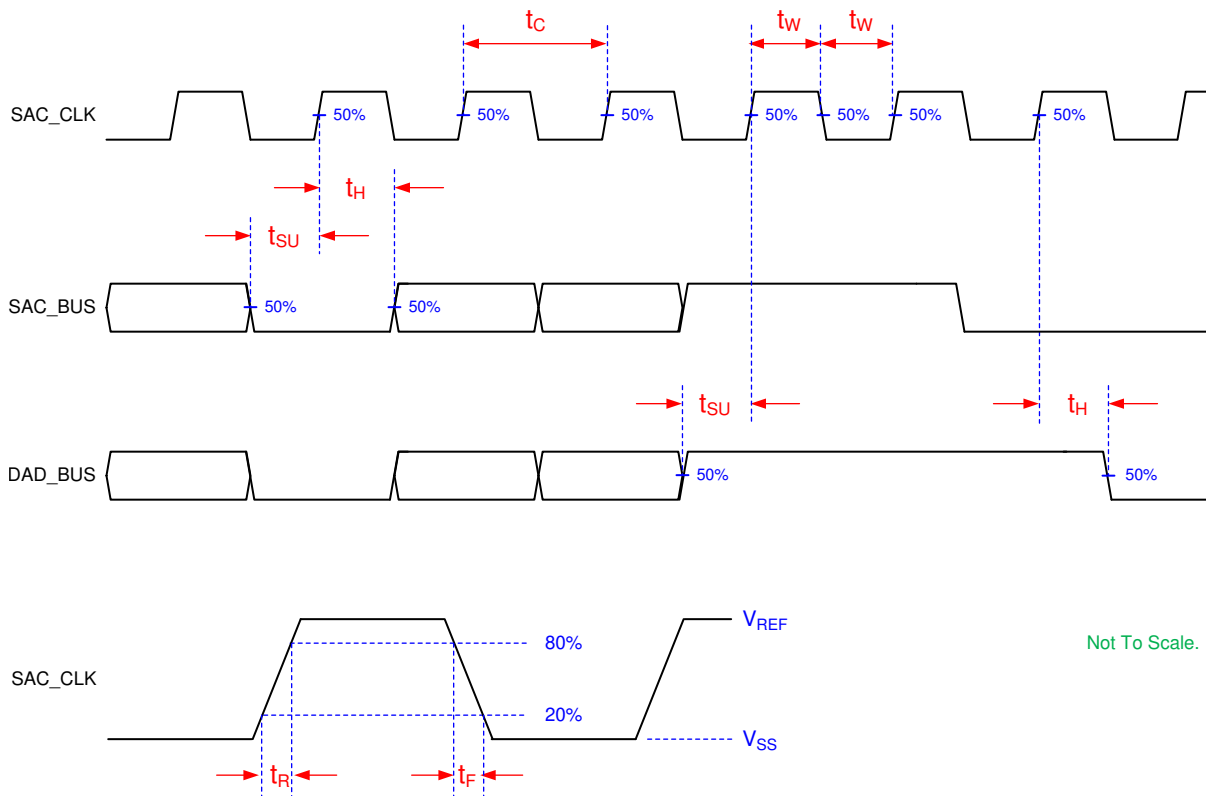 tC
tW tW
SAC_CLK 50% 50% 50% 50% 50% 50% 50%
tH
tSU
SAC_BUS 50% 50%
tSU tH
DAD_BUS 50% 50%
VREF
80%
Not To Scale.
SAC_CLK
20%
VSS
tR tF